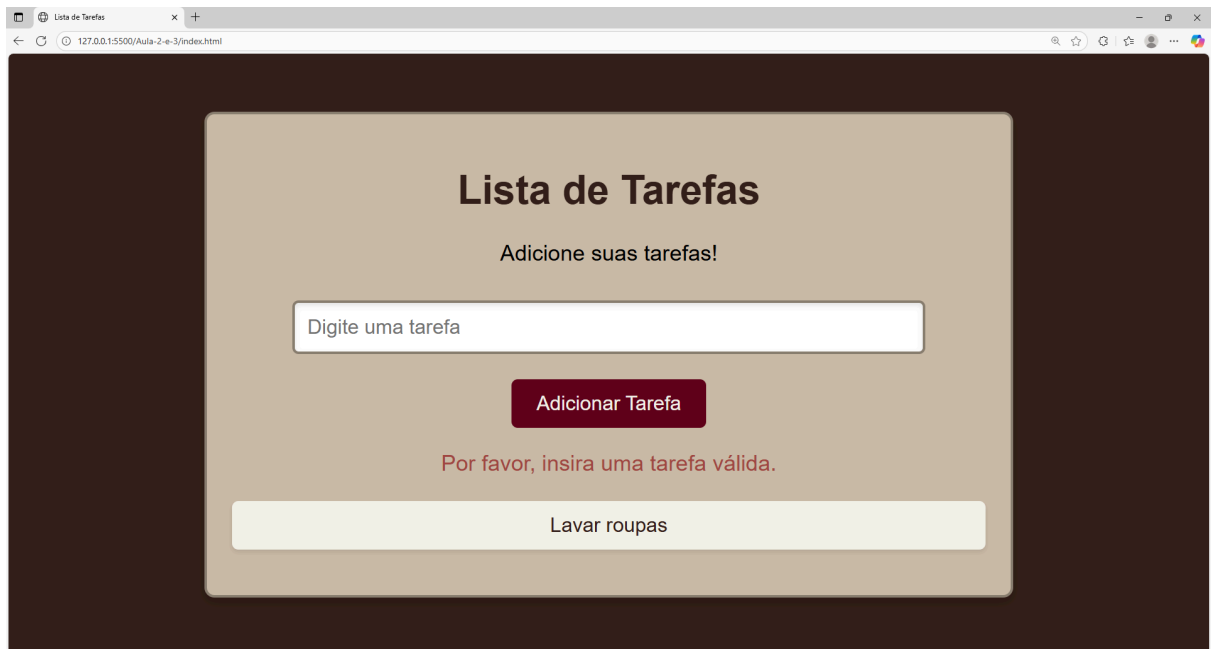 Lista de Tarefas
127.0.0.1:5500/Aula-2-e-3/index.html
Lista de Tarefas
Adicione suas tarefas!
Digite uma tarefa
Adicionar Tarefa
Por favor, insira uma tarefa válida.
Lavar roupas